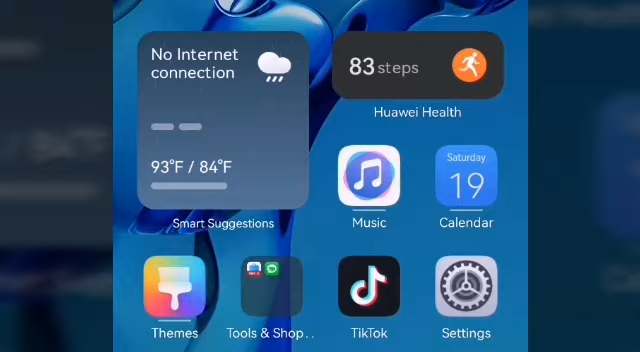 No Internet
connection
93°F / 84°F
Smart Suggestions
83 steps
Huawei Health
Music
Saturday
19
Calendar
Themes
Tools & Shop..
TikTok
Settings